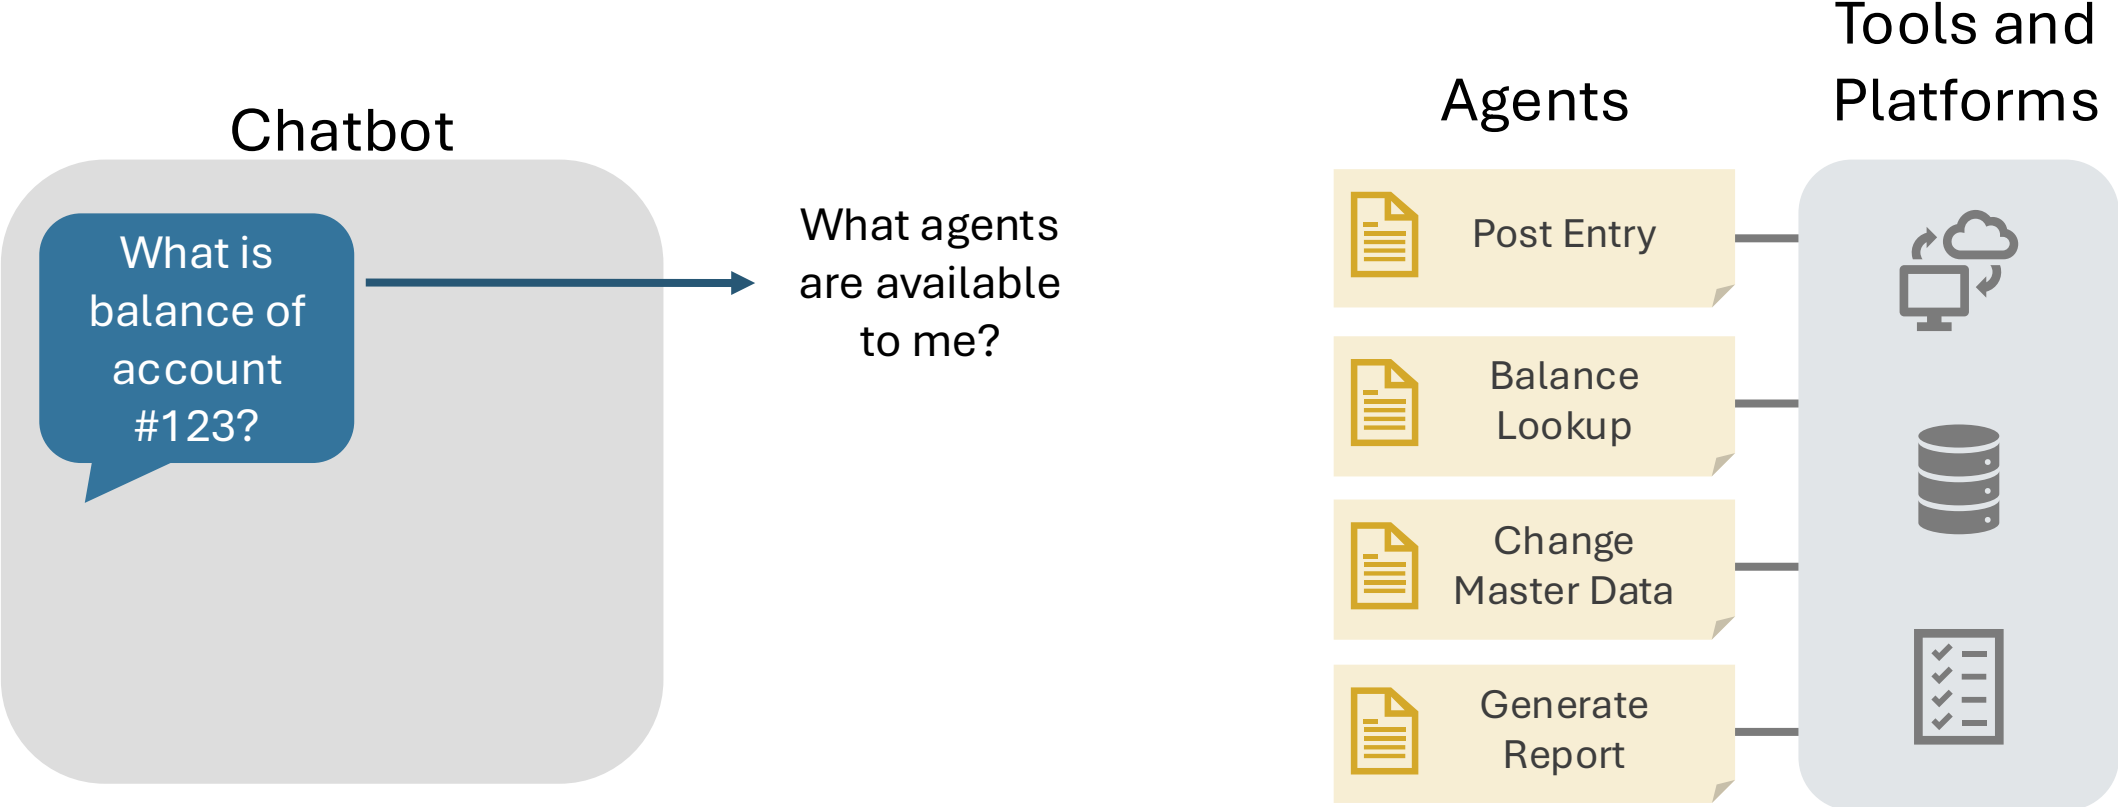 Chatbot
What is
balance of
account
#123?
What agents
are available
to me?
Agents
Post Entry
Balance
Lookup
Change
Master Data
Generate
Report
Tools and
Platforms